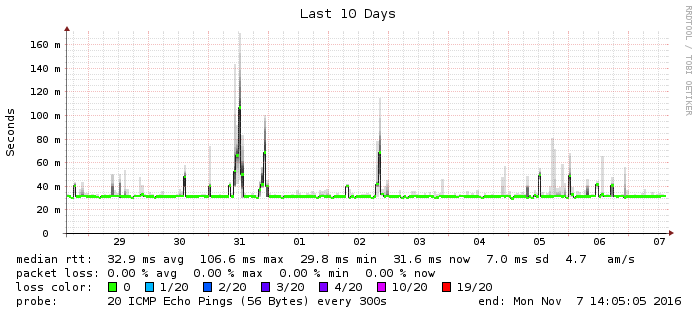 Last 10 Days
RRDTOOL / TOBI OETIKER
Seconds
160 m
140 m
120 m
100 m
80 m
60 m
40 m
20 m
0
29 30 31 01 02 03 04 05 06 07
median rtt: 32.9 ms avg 106.6 ms max 29.8 ms min 31.6 ms now 7.0 ms sd 4.7 am/s
packet loss: 0.00 % avg 0.00 % max 0.00 % min 0.00 % now
loss color: 0 1/20 2/20 3/20 4/20 10/20 19/20
probe: 20 ICMP Echo Pings (56 Bytes) every 300s end: Mon Nov 7 14:05:05 2016